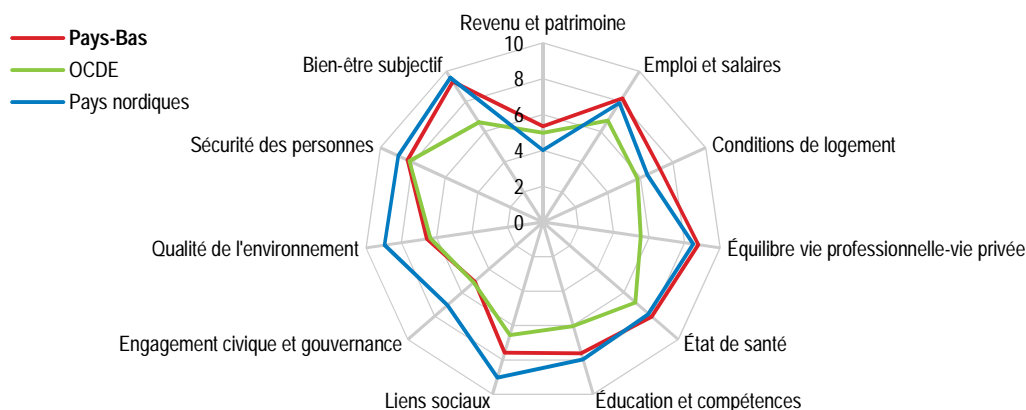 Pays-Bas
OCDE
Pays nordiques
Revenu et patrimoine
Emploi et salaires
Conditions de logement
Équilibre vie professionnelle-vie privée
État de santé
Éducation et compétences
Liens sociaux
Engagement civique et gouvernance
Qualité de l'environnement
Sécurité des personnes
Bien-être subjectif
10
8
6
4
2
0